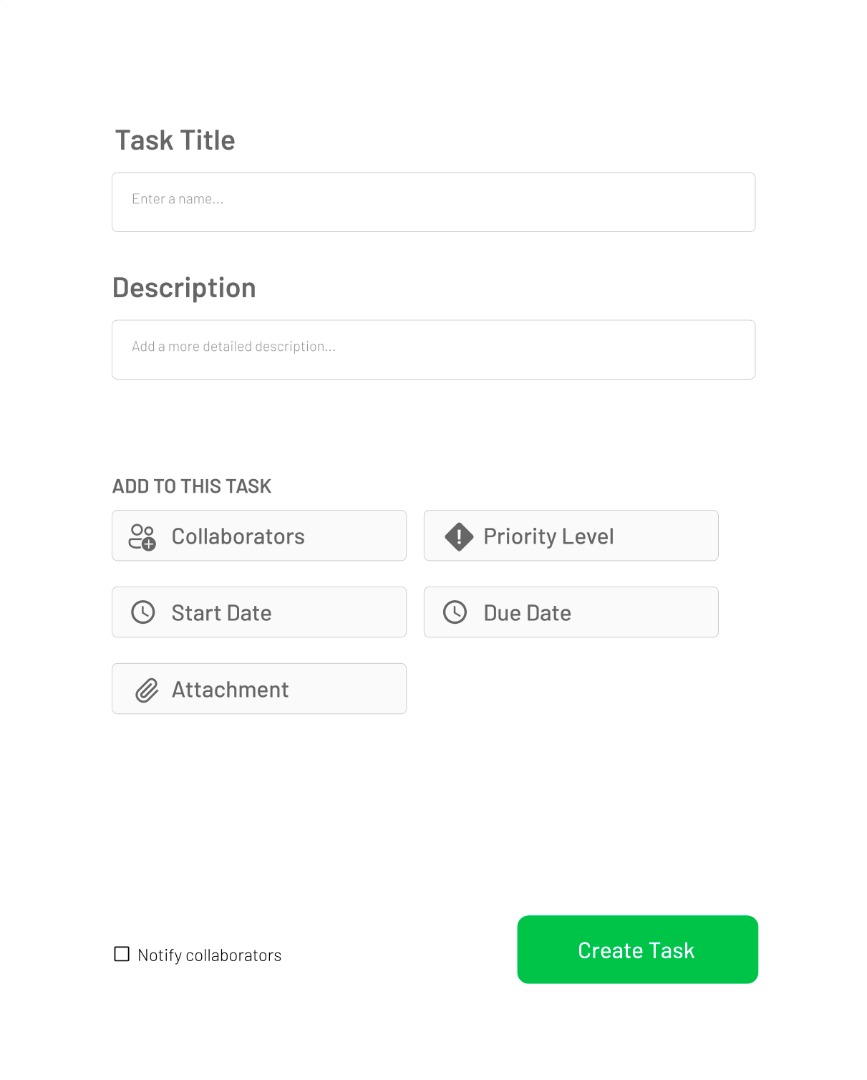 Task Title
Enter a name...
Description
Add a more detailed description...
ADD TO THIS TASK
Collaborators
Priority Level
Start Date
Due Date
Attachment
Notify collaborators
Create Task